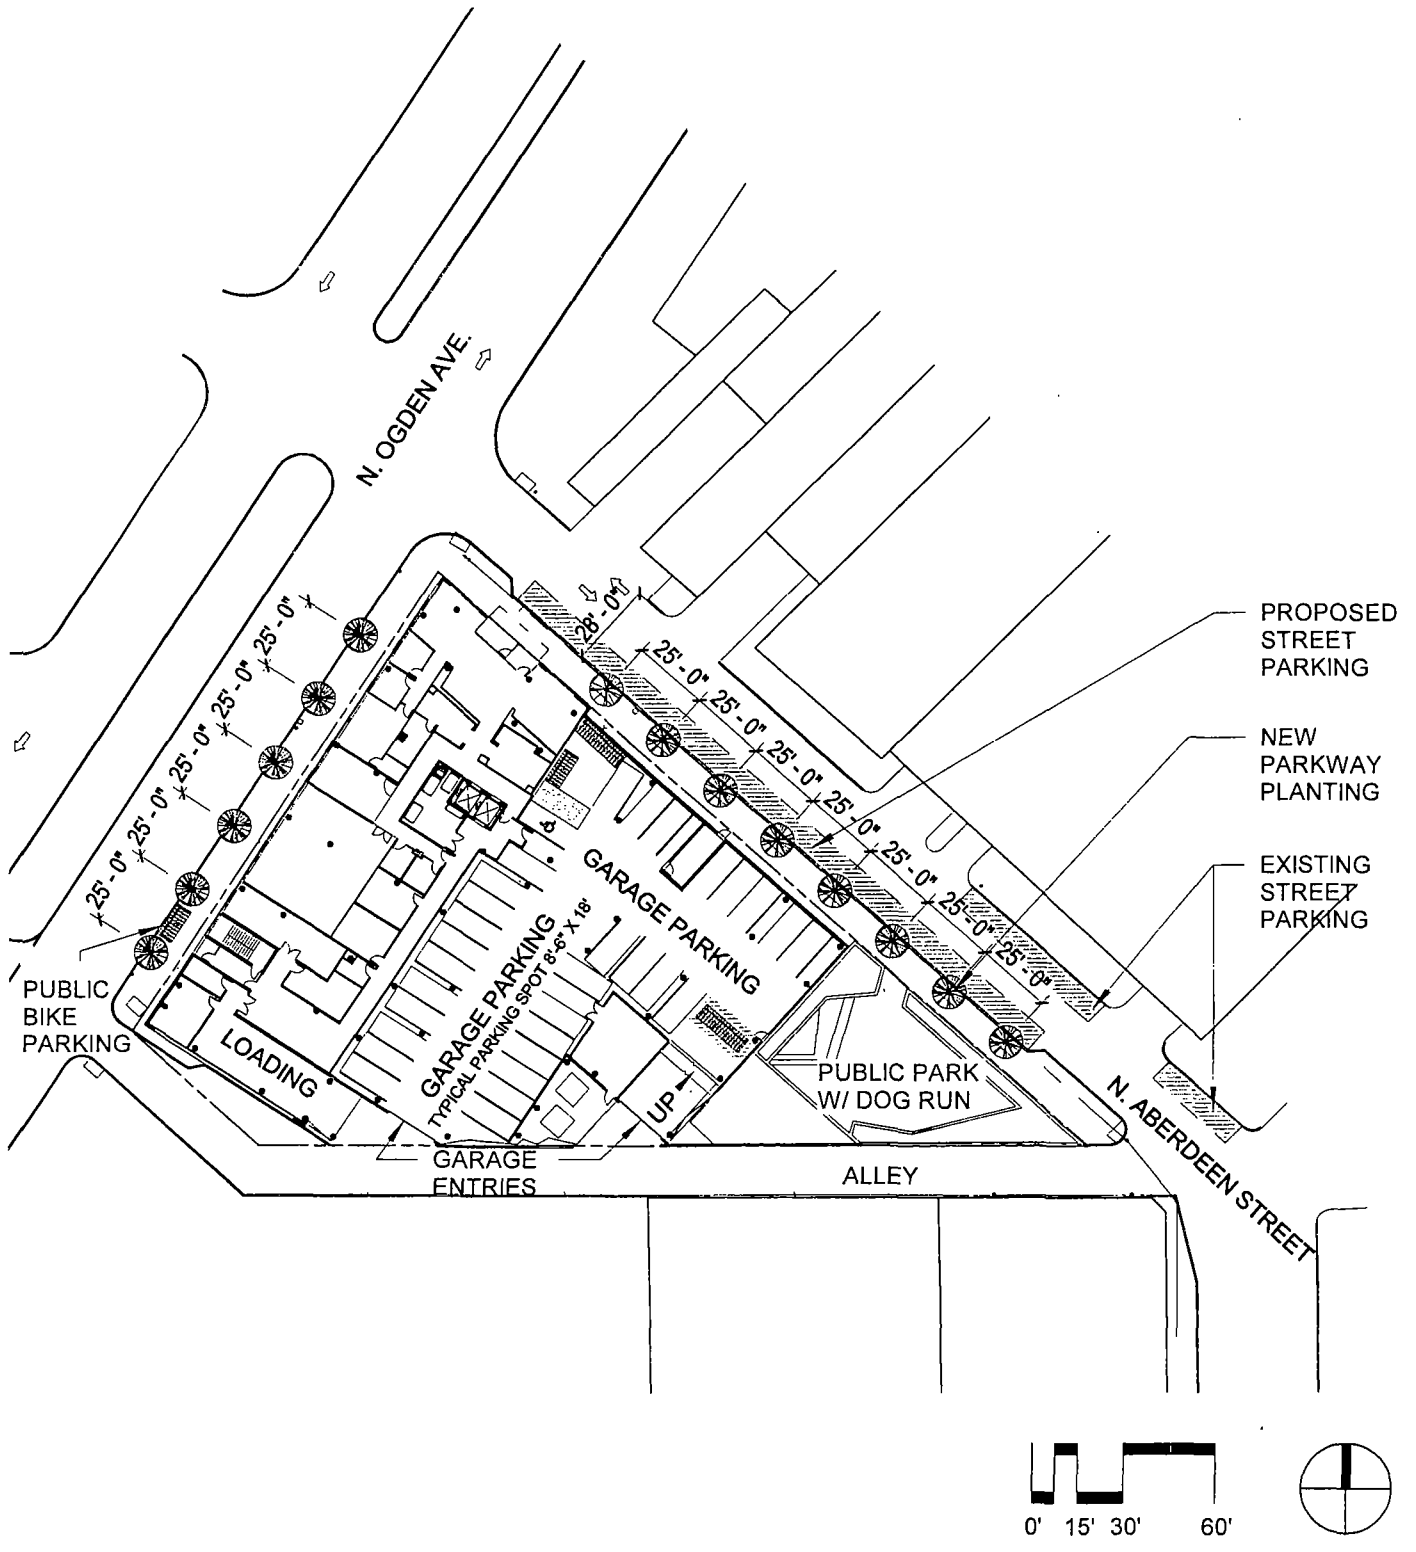 N. OGDEN AVE.
25'-0"
25'-0"
25'-0"
25'-0"
25'-0"
28'-0"
25'-0"
25'-0"
25'-0"
25'-0"
25'-0"
25'-0"
25'-0"
PROPOSED
STREET
PARKING
NEW
PARKWAY
PLANTING
EXISTING
STREET
PARKING
GARAGE PARKING
GARAGE PARKING
TYPICAL PARKING SPOT 8'-6" X 18'
PUBLIC
BIKE
PARKING
LOADING
UP
PUBLIC PARK
W/ DOG RUN
N. ABERDEEN STREET
GARAGE
ENTRIES
ALLEY
0' 15' 30' 60'